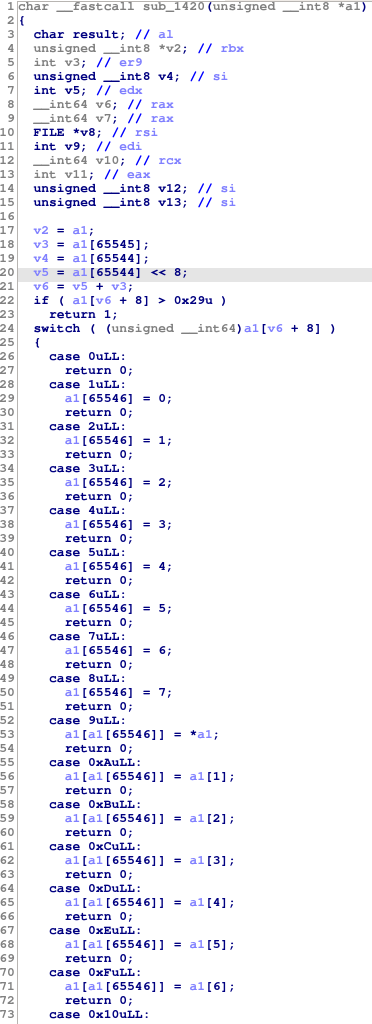 1 char __fastcall sub_1420(unsigned __int8 *a1)
2 {
3 char result; // al
4 unsigned __int8 *v2; // rbx
5 int v3; // er9
6 unsigned __int8 v4; // si
7 int v5; // edx
8 __int64 v6; // rax
9 __int64 v7; // rax
10 FILE *v8; // rsi
11 int v9; // edi
12 __int64 v10; // rcx
13 int v11; // eax
14 unsigned __int8 v12; // si
15 unsigned __int8 v13; // si
16
17 v2 = a1;
18 v3 = a1[65545];
19 v4 = a1[65544];
20 v5 = a1[65544] << 8;
21 v6 = v5 + v3;
22 if ( a1[v6 + 8] > 0x29u )
23 return 1;
24 switch ( (unsigned __int64)a1[v6 + 8] )
25 {
26 case 0uLL:
27 return 0;
28 case 1uLL:
29 a1[65546] = 0;
30 return 0;
31 case 2uLL:
32 a1[65546] = 1;
33 return 0;
34 case 3uLL:
35 a1[65546] = 2;
36 return 0;
37 case 4uLL:
38 a1[65546] = 3;
39 return 0;
40 case 5uLL:
41 a1[65546] = 4;
42 return 0;
43 case 6uLL:
44 a1[65546] = 5;
45 return 0;
46 case 7uLL:
47 a1[65546] = 6;
48 return 0;
49 case 8uLL:
50 a1[65546] = 7;
51 return 0;
52 case 9uLL:
53 a1[a1[65546]] = *a1;
54 return 0;
55 case 0xAuLL:
56 a1[a1[65546]] = a1[1];
57 return 0;
58 case 0xBuLL:
59 a1[a1[65546]] = a1[2];
60 return 0;
61 case 0xCuLL:
62 a1[a1[65546]] = a1[3];
63 return 0;
64 case 0xDuLL:
65 a1[a1[65546]] = a1[4];
66 return 0;
67 case 0xEuLL:
68 a1[a1[65546]] = a1[5];
69 return 0;
70 case 0xFuLL:
71 a1[a1[65546]] = a1[6];
72 return 0;
73 case 0x10uLL: